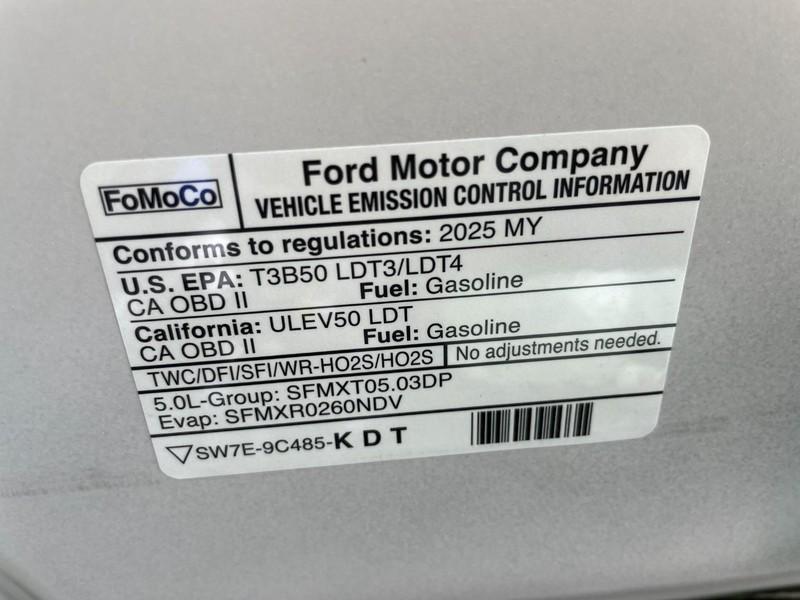 FoMoCo
Ford Motor Company
VEHICLE EMISSION CONTROL INFORMATION
Conforms to regulations: 2025 MY
U.S. EPA: T3B50 LDT3/LDT4
CA OBD II Fuel: Gasoline
California: ULEV50 LDT
CA OBD II Fuel: Gasoline
TWC/DFI/SFI/WR-HO2S/HO2S No adjustments needed.
5.0L-Group: SFMXT05.03DP
Evap: SFMXR0260NDV
SW7E-9C485-K D T